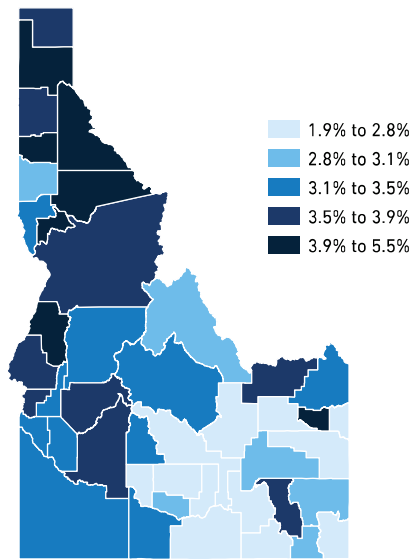 1.9% to 2.8%
2.8% to 3.1%
3.1% to 3.5%
3.5% to 3.9%
3.9% to 5.5%